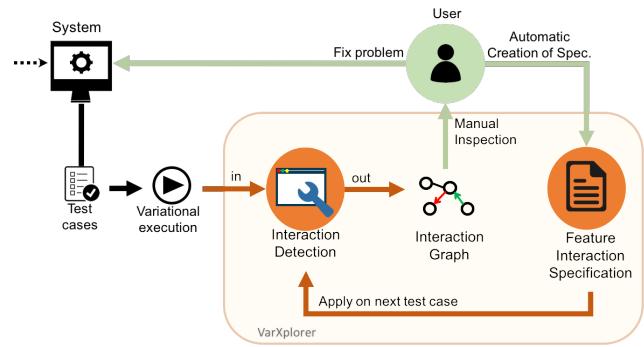 User
System
Fix problem
Automatic
Creation of Spec.
Manual
Inspection
in
out
Test
cases
Variational
execution
Interaction
Detection
Interaction
Graph
Feature
Interaction
Specification
Apply on next test case
VarXplorer